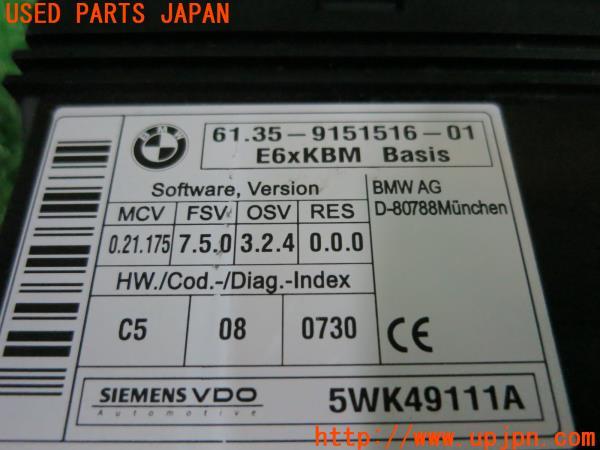 USED PARTS JAPAN
BMW
61.35-9151516-01
E6xKBM Basis
Software, Version
BMW AG
D-80788München
MCV FSV OSV RES
0.21.175 7.5.0 3.2.4 0.0.0
HW./Cod.-/Diag.-Index
C5 08 0730
CE
SIEMENS VDO
Automotive
5WK49111A
http://www.upjpn.com/